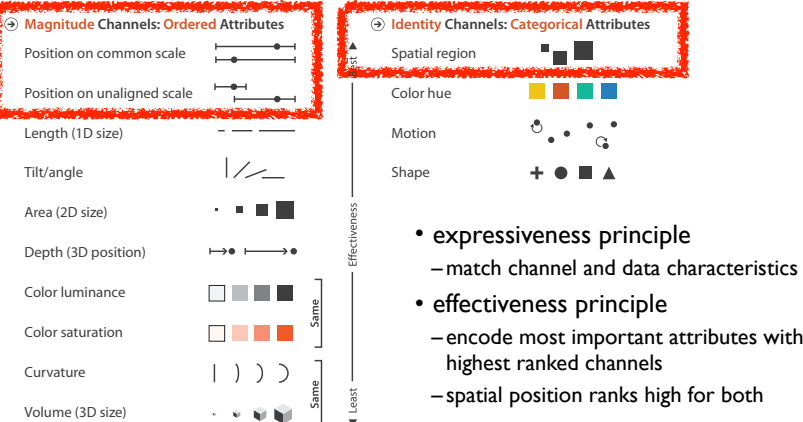 Magnitude Channels: Ordered Attributes
Position on common scale
Position on unaligned scale
Length (1D size)
Tilt/angle
Area (2D size)
Depth (3D position)
Color luminance
Color saturation
Same
Curvature
Volume (3D size)
Same
Best
Effectiveness
Least
Identity Channels: Categorical Attributes
Spatial region
Color hue
Motion
Shape
• expressiveness principle
–match channel and data characteristics
• effectiveness principle
–encode most important attributes with
highest ranked channels
–spatial position ranks high for both